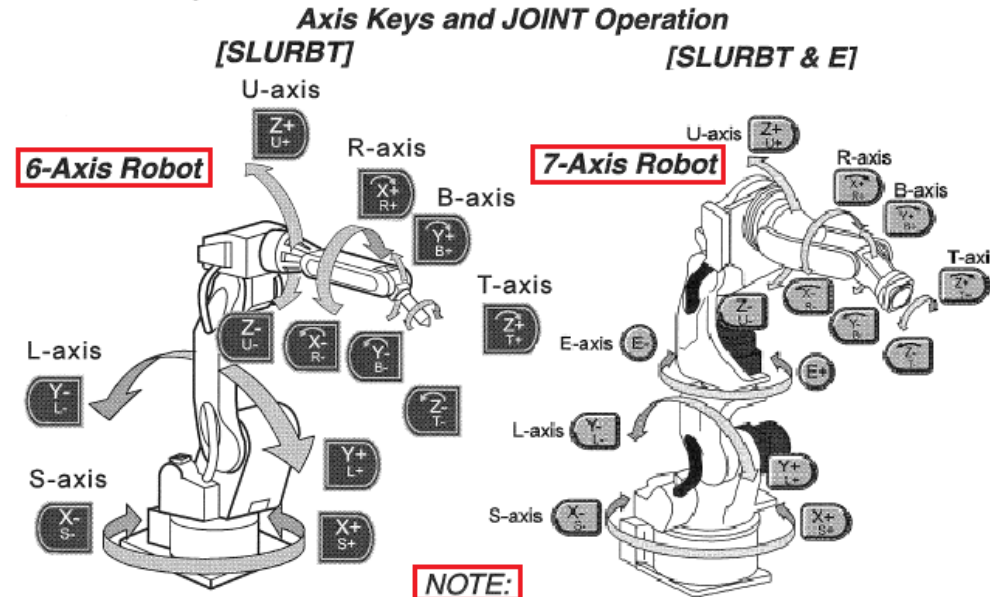 Axis Keys and JOINT Operation
[SLURBT]
[SLURBT & E]
6-Axis Robot
U-axis
Z+
U+
R-axis
X+
R+
B-axis
Y+
B+
T-axis
Z+
T+
Z-
U-
X-
R-
Y-
B-
Z-
T-
L-axis
Y-
L-
Y+
L+
S-axis
X-
S-
X+
S+
7-Axis Robot
U-axis
Z+
U+
R-axis
X+
R+
B-axis
Y+
B+
T-axi
Z+
Z-
U-
X-
R-
Y-
B-
Z-
E-axis
E-
E+
L-axis
Y-
L-
Y+
L+
S-axis
X-
X+
S+
NOTE: